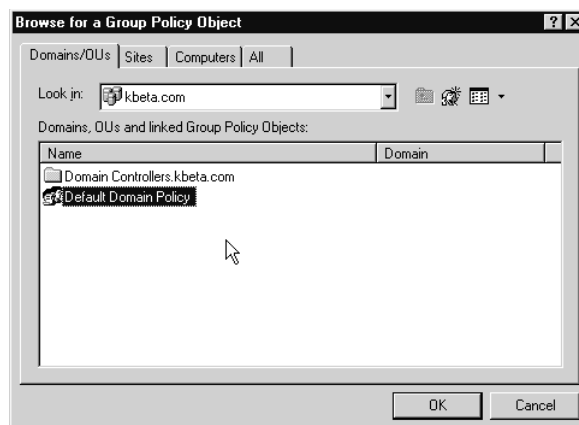 Browse for a Group Policy Object
Domains/OUs Sites Computers All
Look in: kbeta.com
Domains, OUs and linked Group Policy Objects:
Name Domain
Domain Controllers.kbeta.com
Default Domain Policy
OK Cancel